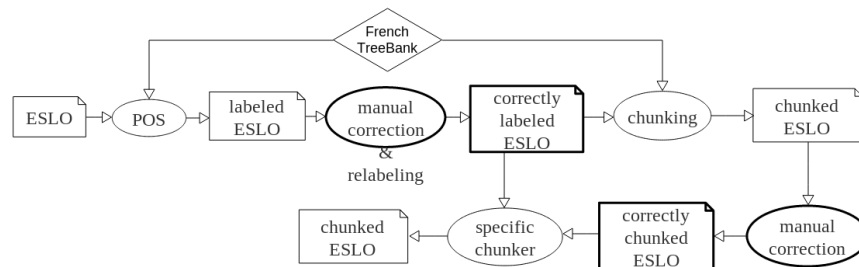 French
TreeBank
ESLO
POS
labeled
ESLO
manual
correction
&
relabeling
correctly
labeled
ESLO
chunking
chunked
ESLO
chunked
ESLO
specific
chunker
correctly
chunked
ESLO
manual
correction